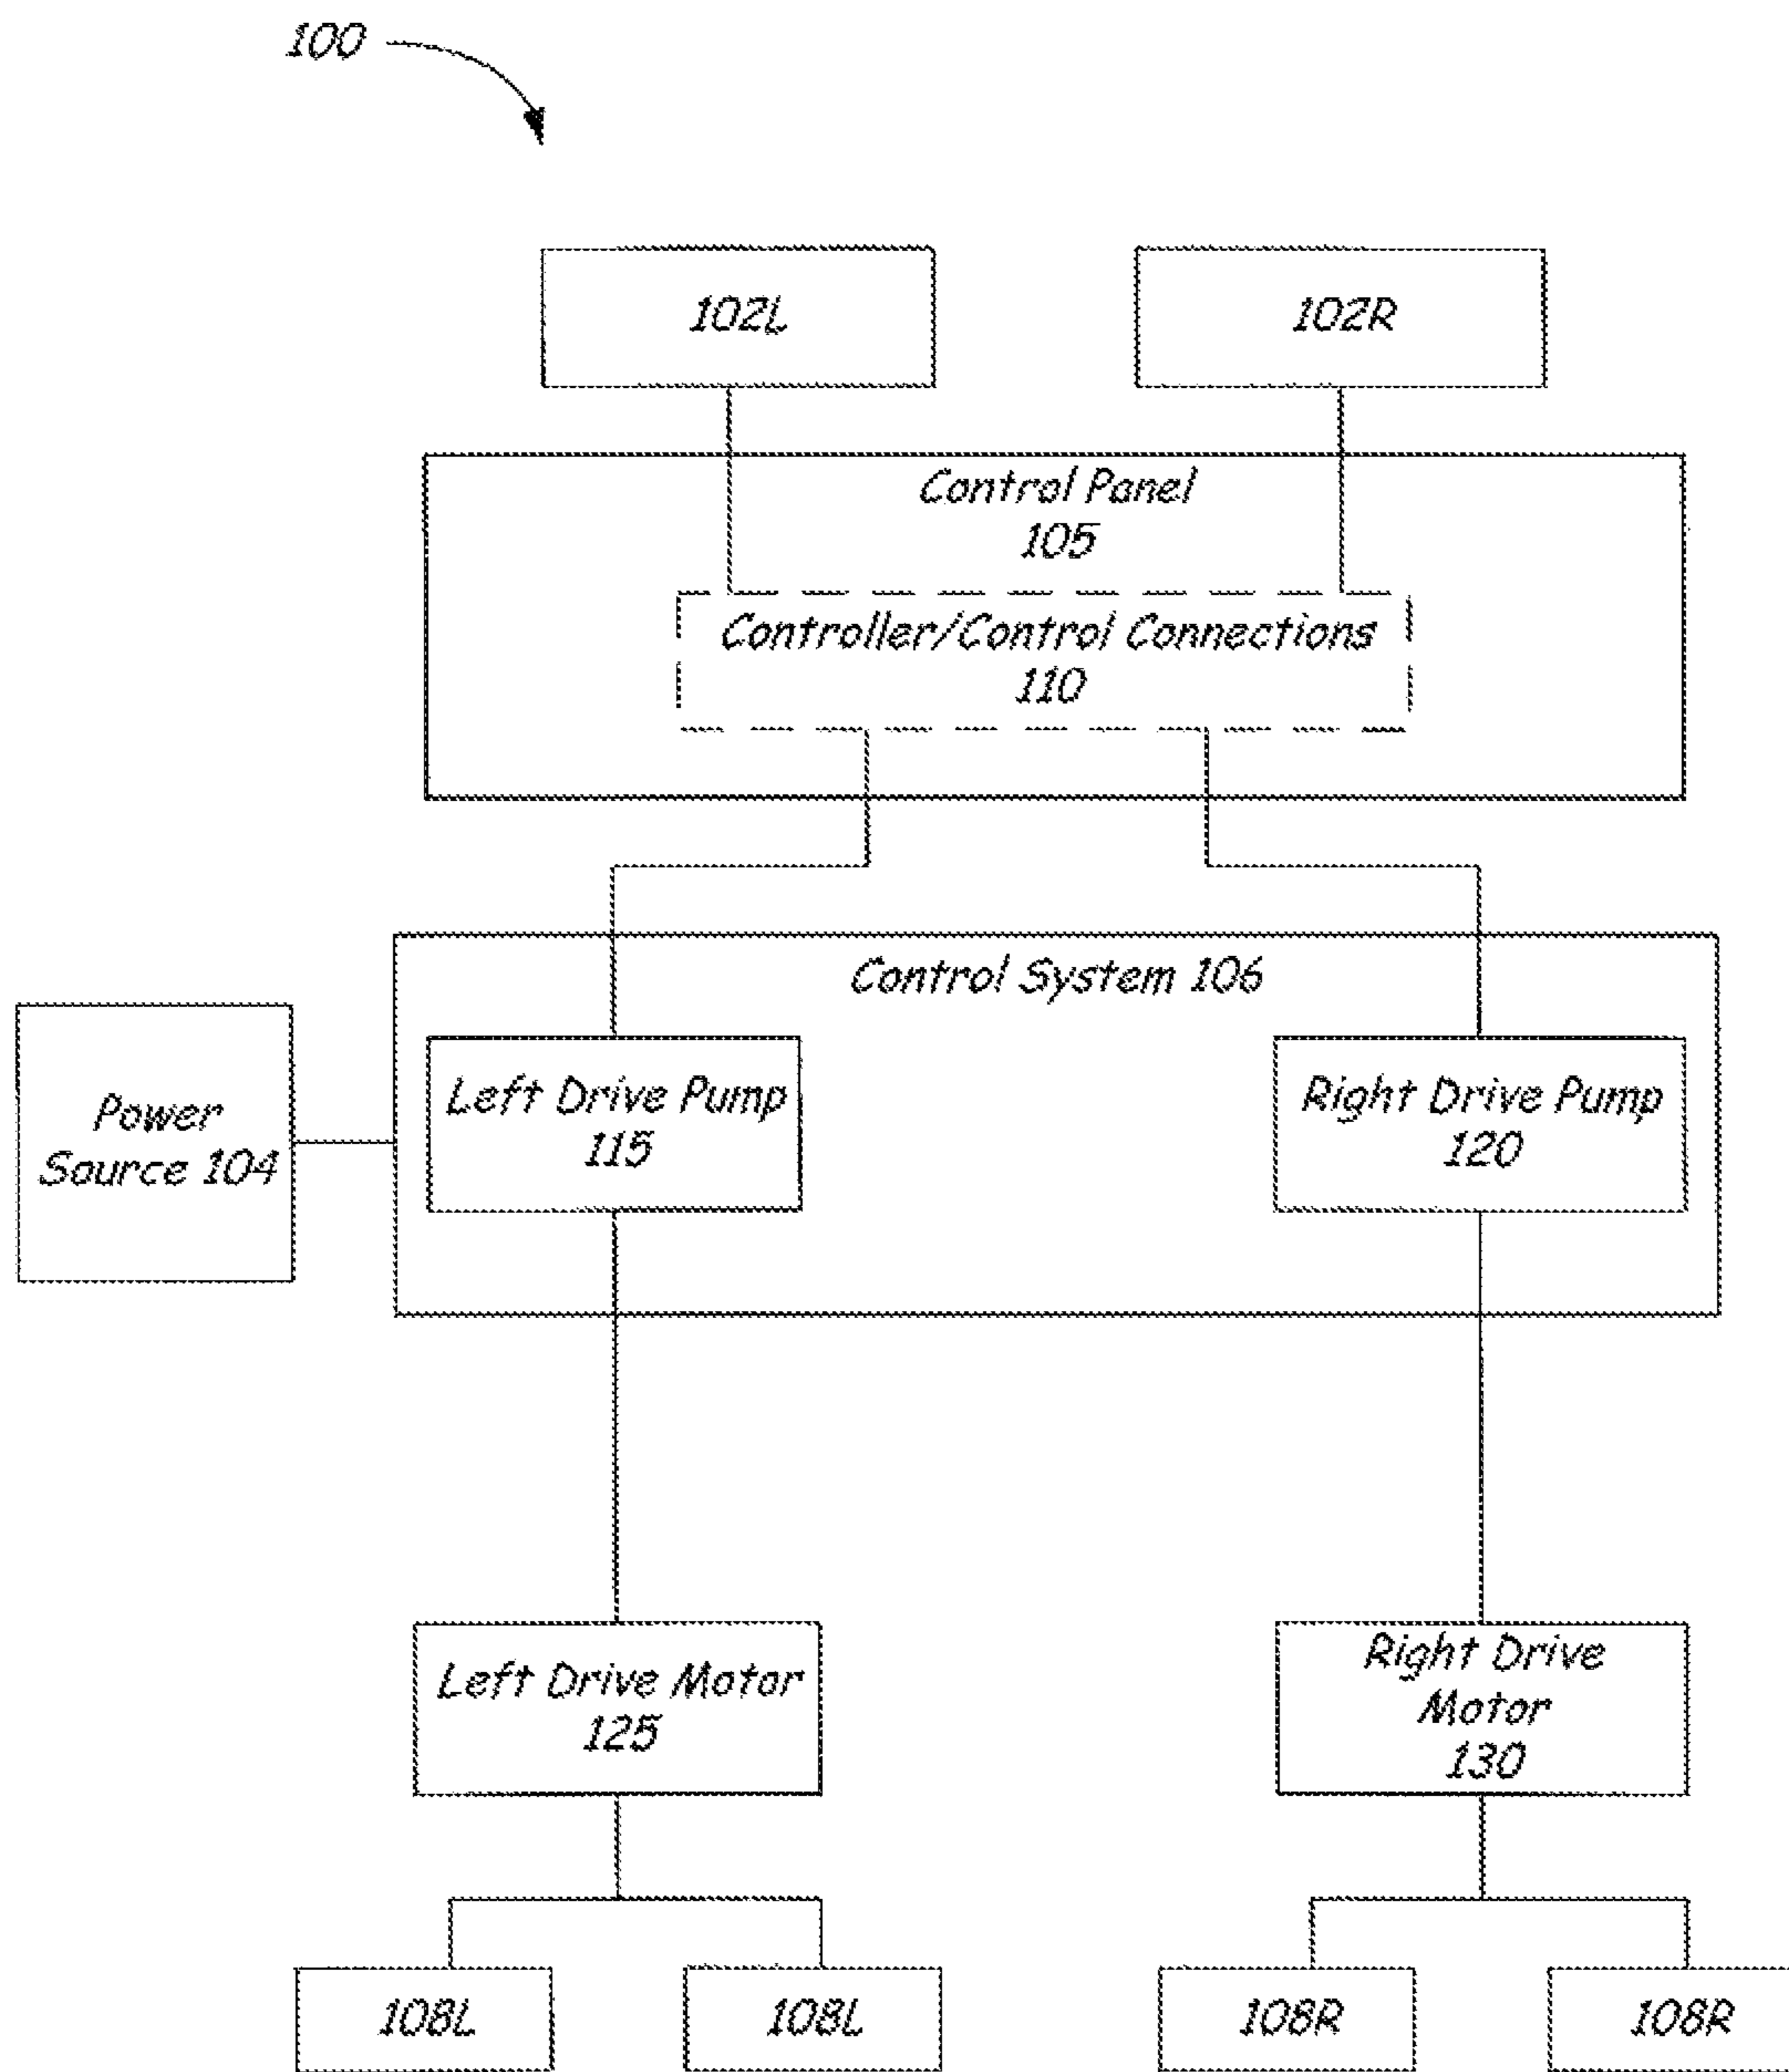 100
102L
102R
Control Panel
105
Controller/Control Connections
110
Control System 106
Power
Source 104
Left Drive Pump
115
Right Drive Pump
120
Left Drive Motor
125
Right Drive
Motor
130
108L
108L
108R
108R